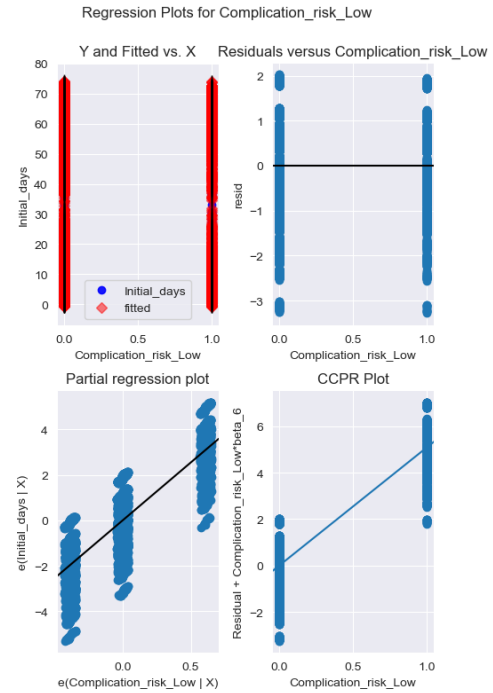 Regression Plots for Complication_risk_Low
Y and Fitted vs. X
80
70
60
50
40
30
20
10
0
Initial_days
Initial_days
fitted
0.0
0.5
1.0
Complication_risk_Low
Residuals versus Complication_risk_Low
2
1
0
−1
−2
−3
resid
0.0
0.5
1.0
Complication_risk_Low
Partial regression plot
4
2
0
−2
−4
e(Initial_days | X)
0.0
0.5
e(Complication_risk_Low | X)
CCPR Plot
6
4
2
0
−2
Residual + Complication_risk_Low*beta_6
0.0
0.5
1.0
Complication_risk_Low